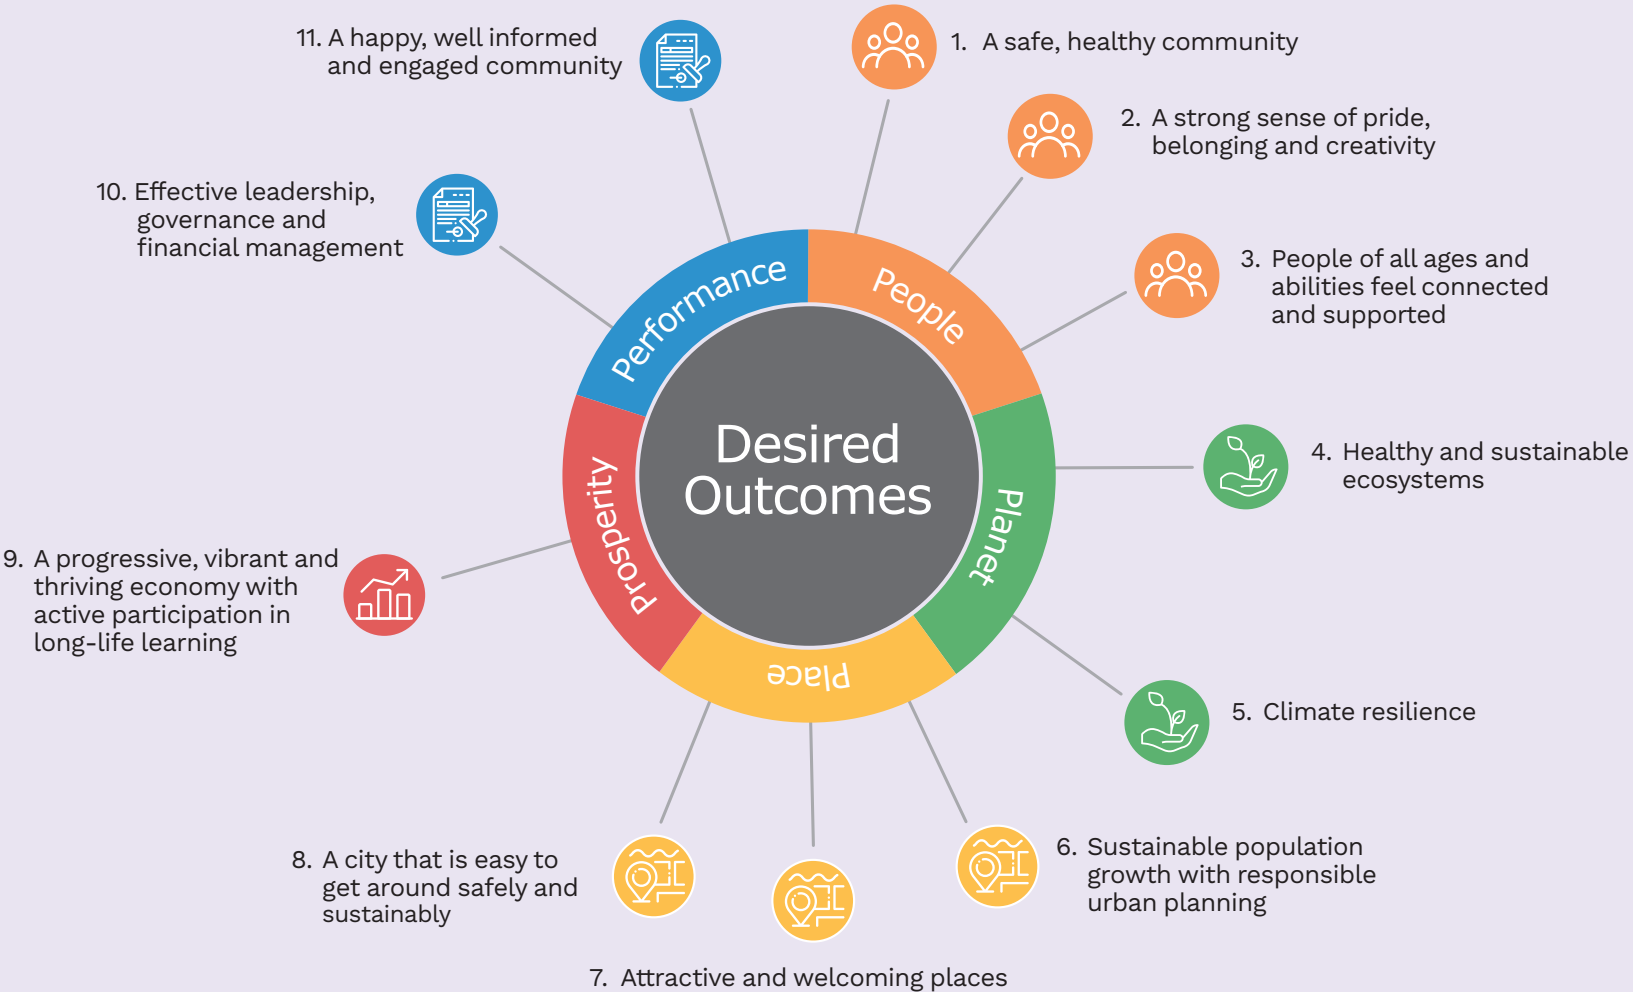 Desired
Outcomes
People
Planet
Place
Prosperity
Performance
1. A safe, healthy community
2. A strong sense of pride,
belonging and creativity
3. People of all ages and
abilities feel connected
and supported
4. Healthy and sustainable
ecosystems
5. Climate resilience
6. Sustainable population
growth with responsible
urban planning
7. Attractive and welcoming places
8. A city that is easy to
get around safely and
sustainably
9. A progressive, vibrant and
thriving economy with
active participation in
long-life learning
10. Effective leadership,
governance and
financial management
11. A happy, well informed
and engaged community